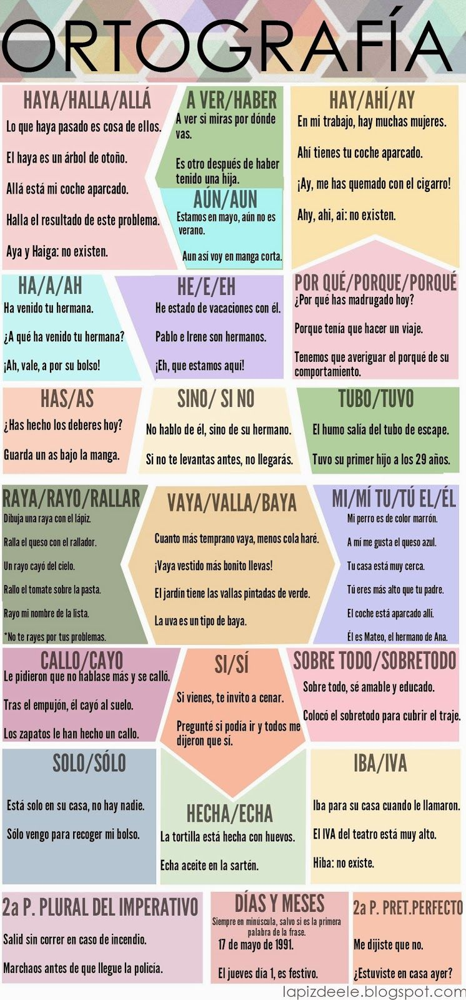 ORTOGRAFÍA
HAYA/HALLA/ALLÁ
Lo que haya pasado es cosa de ellos.
El haya es un árbol de otoño.
Allá está mi coche aparcado.
Halla el resultado de este problema.
Aya y Haiga: no existen.
A VER/HABER
A ver si miras por dónde
vas.
Es otro después de haber
tenido una hija.
AÚN/AUN
Estamos en mayo, aún no es
verano.
Aun así voy en manga corta.
HAY/AHÍ/AY
En mi trabajo, hay muchas mujeres.
Ahí tienes tu coche aparcado.
¡Ay, me has quemado con el cigarro!
Ahy, ahi, ai: no existen.
HA/A/AH
Ha venido tu hermana.
¿A qué ha venido tu hermana?
¡Ah, vale, a por su bolso!
HE/E/EH
He estado de vacaciones con él.
Pablo e Irene son hermanos.
¡Eh, que estamos aquí!
POR QUÉ/PORQUE/PORQUÉ
¿Por qué has madrugado hoy?
Porque tenía que hacer un viaje.
Tenemos que averiguar el porqué de su
comportamiento.
HAS/AS
¿Has hecho los deberes hoy?
Guarda un as bajo la manga.
SINO/ SI NO
No hablo de él, sino de su hermano.
Si no te levantas antes, no llegarás.
TUBO/TUVO
El humo salía del tubo de escape.
Tuvo su primer hijo a los 29 años.
RAYA/RAYO/RALLAR
Dibuja una raya con el lápiz.
Ralla el queso con el rallador.
Un rayo cayó del cielo.
Rallo el tomate sobre la pasta.
Rayo mi nombre de la lista.
*No te rayes por tus problemas.
VAYA/VALLA/BAYA
Cuanto más temprano vaya, menos cola haré.
¡Vaya vestido más bonito llevas!
El jardín tiene las vallas pintadas de verde.
La uva es un tipo de baya.
MI/MÍ TU/TÚ EL/ÉL
Mi perro es de color marrón.
A mí me gusta el queso azul.
Tu casa está muy cerca.
Tú eres más alto que tu padre.
El coche está aparcado allí.
Él es Mateo, el hermano de Ana.
CALLO/CAYO
Le pidieron que no hablase más y se calló.
Tras el empujón, él cayó al suelo.
Los zapatos le han hecho un callo.
SI/SÍ
Si vienes, te invito a cenar.
Pregunté si podía ir y todos me
dijeron que sí.
SOBRE TODO/SOBRETODO
Sobre todo, sé amable y educado.
Colocó el sobretodo para cubrir el traje.
SOLO/SÓLO
Está solo en su casa, no hay nadie.
Sólo vengo para recoger mi bolso.
HECHA/ECHA
La tortilla está hecha con huevos.
Echa aceite en la sartén.
IBA/IVA
Iba para su casa cuando le llamaron.
El IVA del teatro está muy alto.
Hiba: no existe.
2a P. PLURAL DEL IMPERATIVO
Salid sin correr en caso de incendio.
Marchaos antes de que llegue la policía.
DÍAS Y MESES
Siempre en minúscula, salvo si es la primera
palabra de la frase.
17 de mayo de 1991.
El jueves día 1, es festivo.
2a P. PRET.PERFECTO
Me dijiste que no.
¿Estuviste en casa ayer?
lapizdeele.blogspot.com